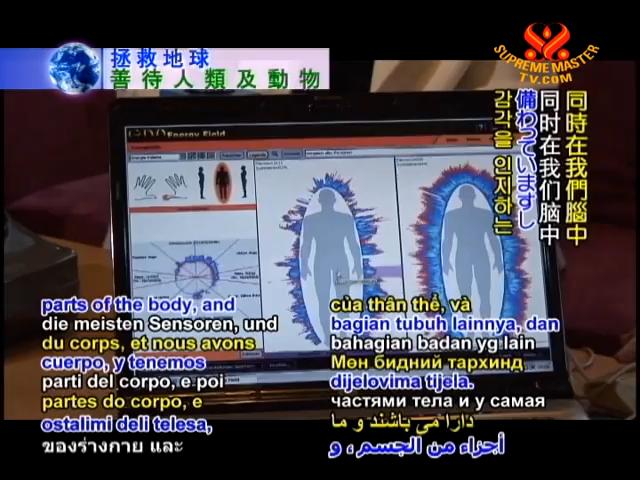 拯救地球
善待人類及動物
SUPREME MASTER
TV.COM
同時在我們腦中
同时在我们脑中
備わっていますし
감각을 인지하는
Energy Field
parts of the body, and
die meisten Sensoren, und
du corps, et nous avons
cuerpo, y tenemos
parti del corpo, e poi
partes do corpo, e
ostalimi deli telesa,
ของร่างกาย และ
của thân thể, và
bagian tubuh lainnya, dan
bahagian badan yg lain
Мөн бидний тархинд
dijelovima tijela.
частями тела и у самая
دارا می باشند و ما
أجزاء من الجسم ، و